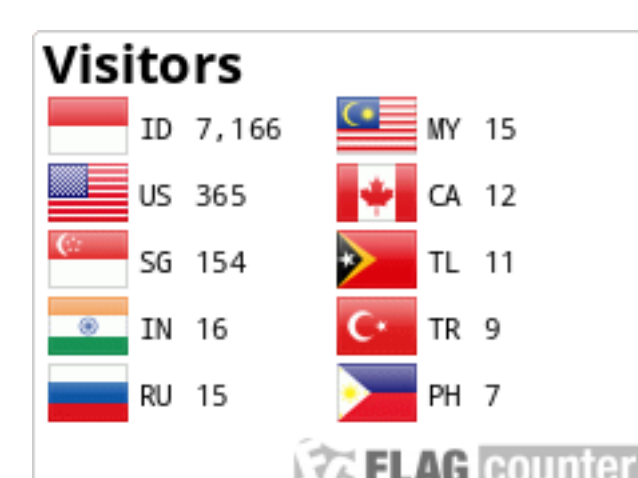 Visitors
ID 7,166
US 365
SG 154
IN 16
RU 15
MY 15
CA 12
TL 11
TR 9
PH 7
FC FLAG counter